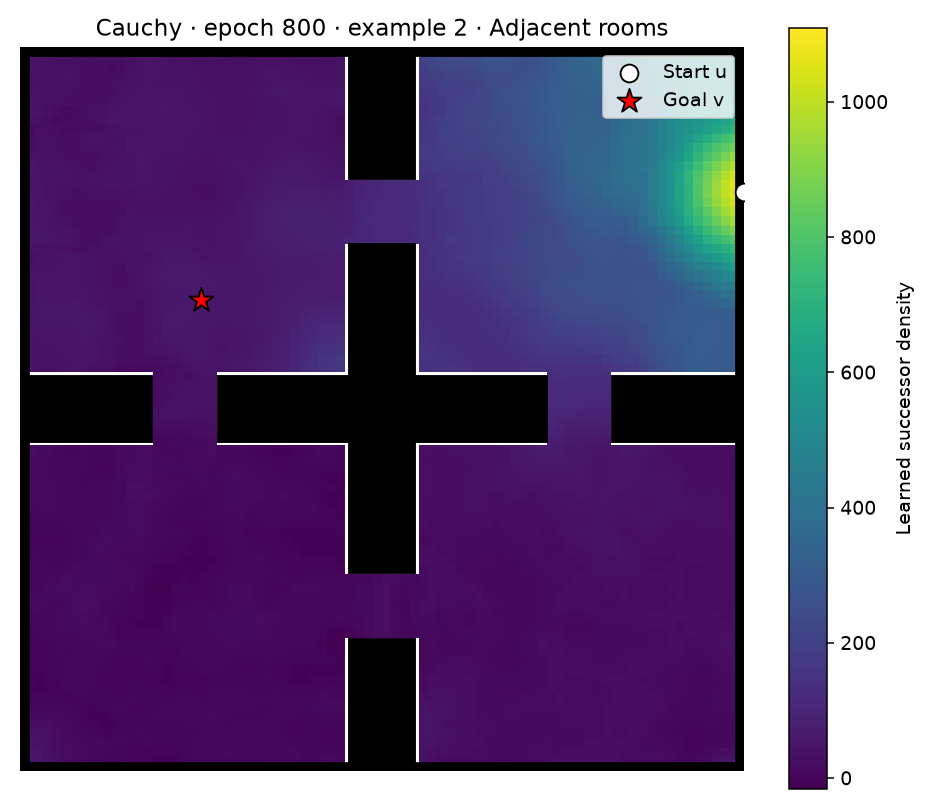 Cauchy · epoch 800 · example 2 · Adjacent rooms
Start u
Goal v
1000
800
600
400
200
0
Learned successor density